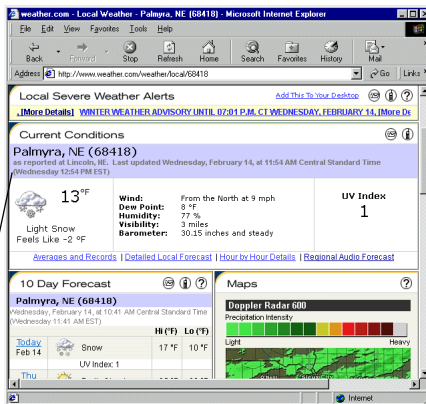 weather.com - Local Weather - Palmyra, NE (68418) - Microsoft Internet Explorer
File Edit View Favorites Tools Help
Back Forward Stop Refresh Home Search Favorites History Mail
Address http://www.weather.com/weather/local/68418 Go Links
Local Severe Weather Alerts Add This To Your Desktop
. [More Details] WINTER WEATHER ADVISORY UNTIL 07:01 P.M. CT WEDNESDAY, FEBRUARY 14, [More De
Current Conditions
Palmyra, NE (68418)
as reported at Lincoln, NE. Last updated Wednesday, February 14, at 11:54 AM Central Standard Time
(Wednesday 12:54 PM EST)
13°F
Light Snow
Feels Like -2 °F
Wind: From the North at 9 mph
Dew Point: 8 °F
Humidity: 77 %
Visibility: 3 miles
Barometer: 30.15 inches and steady
UV Index
1
Averages and Records | Detailed Local Forecast | Hour by Hour Details | Regional Audio Forecast
10 Day Forecast
Palmyra, NE (68418)
Wednesday, February 14, at 10:41 AM Central Standard Time
(Wednesday 11:41 AM EST)
Hi (°F) Lo (°F)
Today
Feb 14
Snow 17 °F 10 °F
UV Index: 1
Thu
Maps
Doppler Radar 600
Precipitation Intensity
Light Heavy
Internet